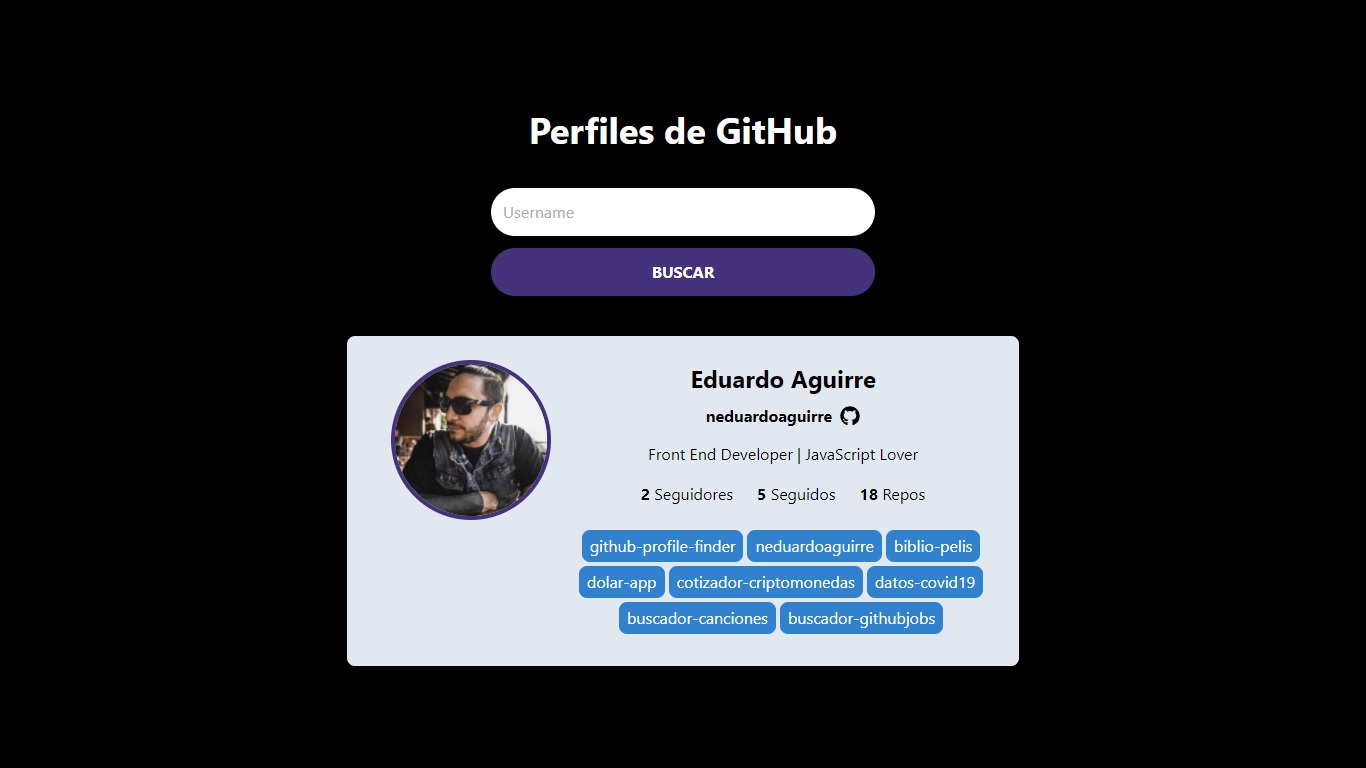 Perfiles de GitHub
Username
BUSCAR
Eduardo Aguirre
neduardoaguirre
Front End Developer | JavaScript Lover
2 Seguidores 5 Seguidos 18 Repos
github-profile-finder neduardoaguirre biblio-pelis
dolar-app cotizador-criptomonedas datos-covid19
buscador-canciones buscador-githubjobs